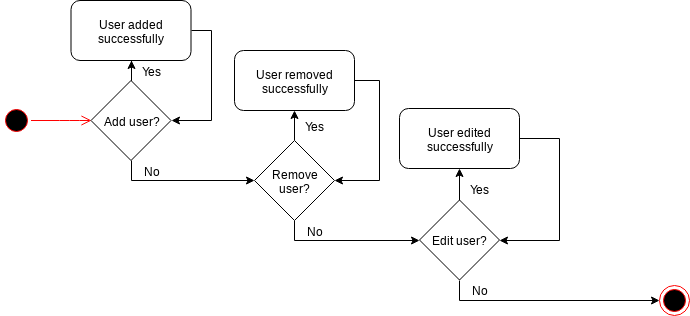 User added
successfully
Yes
Add user?
No
User removed
successfully
Yes
Remove
user?
No
User edited
successfully
Yes
Edit user?
No